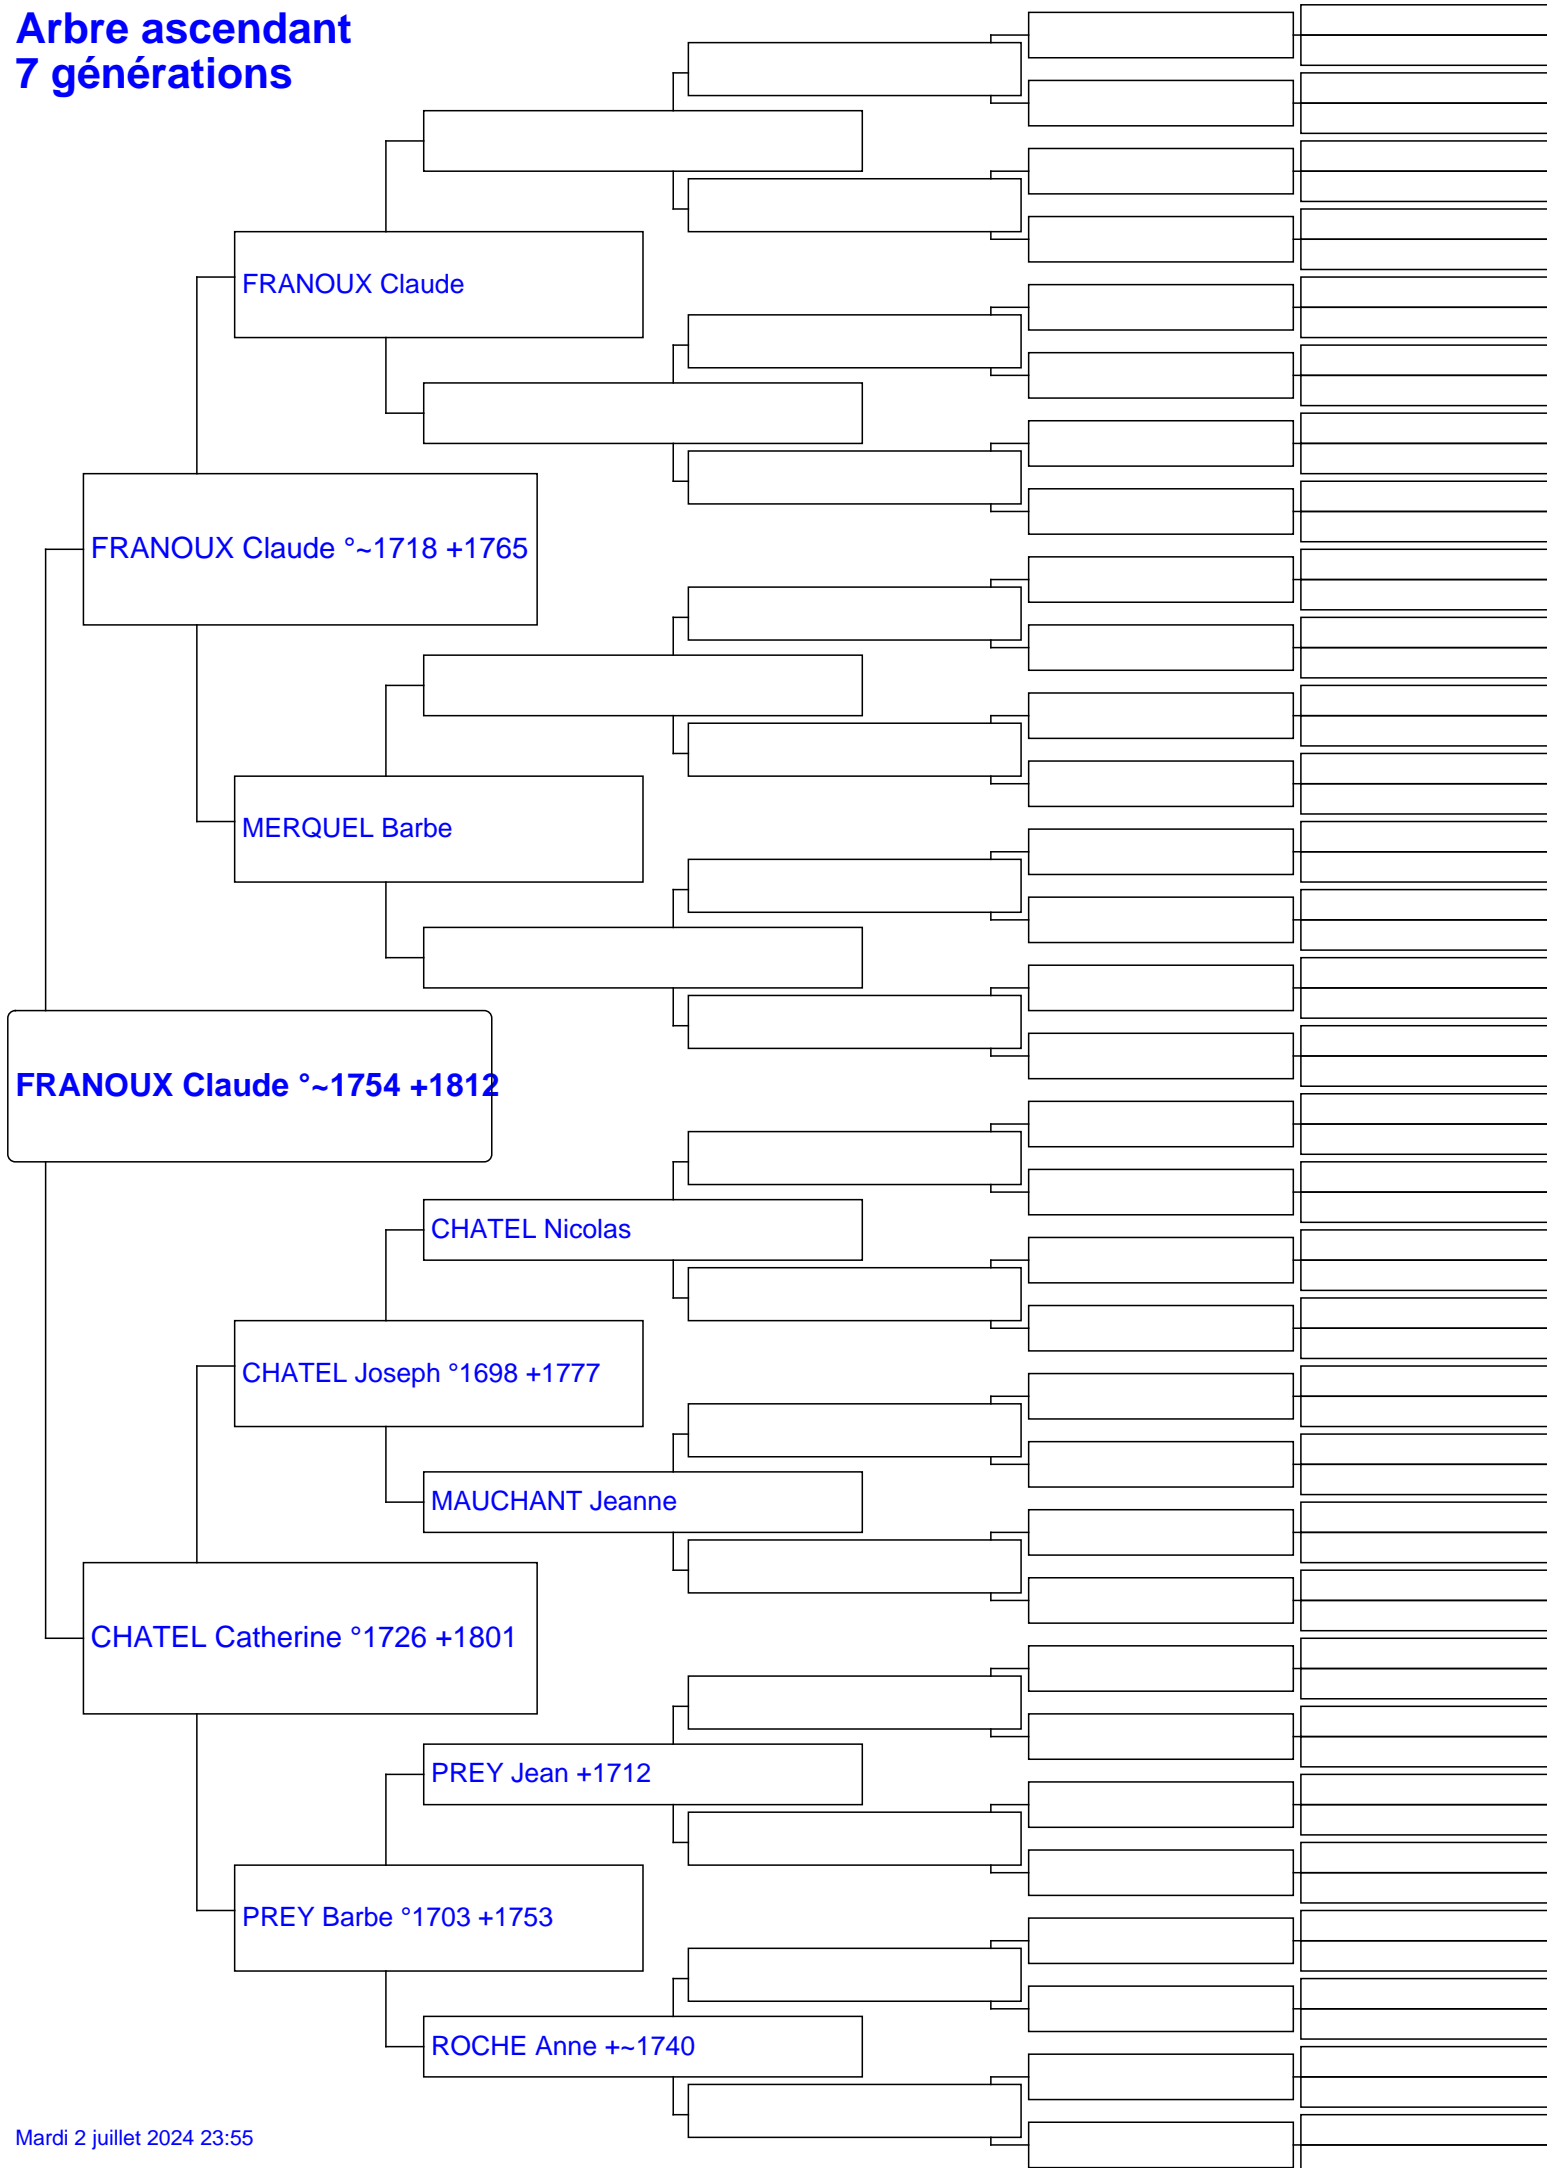 Arbre ascendant
7 générations
FRANOUX Claude
FRANOUX Claude °~1718 +1765
MERQUEL Barbe
FRANOUX Claude °~1754 +1812
CHATEL Nicolas
CHATEL Joseph °1698 +1777
MAUCHANT Jeanne
CHATEL Catherine °1726 +1801
PREY Jean +1712
PREY Barbe °1703 +1753
ROCHE Anne +~1740
Mardi 2 juillet 2024 23:55